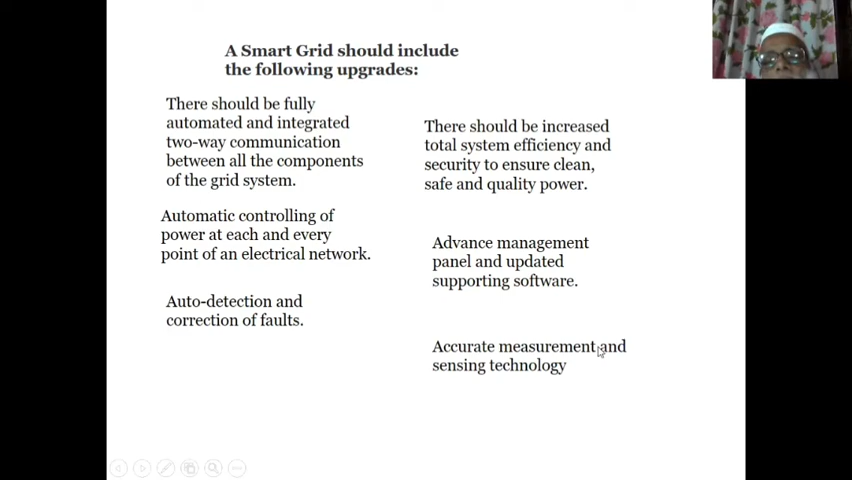 A Smart Grid should include
the following upgrades:
There should be fully
automated and integrated
two-way communication
between all the components
of the grid system.
Automatic controlling of
power at each and every
point of an electrical network.
Auto-detection and
correction of faults.
There should be increased
total system efficiency and
security to ensure clean,
safe and quality power.
Advance management
panel and updated
supporting software.
Accurate measurement and
sensing technology